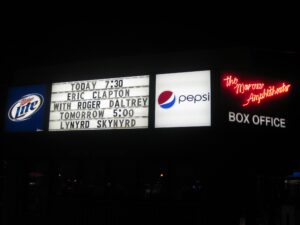 Miller
Lite
TODAY 7:30
ERIC CLAPTON
WITH ROGER DALTREY
TOMORROW 5:00
LYNYRD SKYNYRD
pepsi
the Marcus
Amphitheater
BOX OFFICE